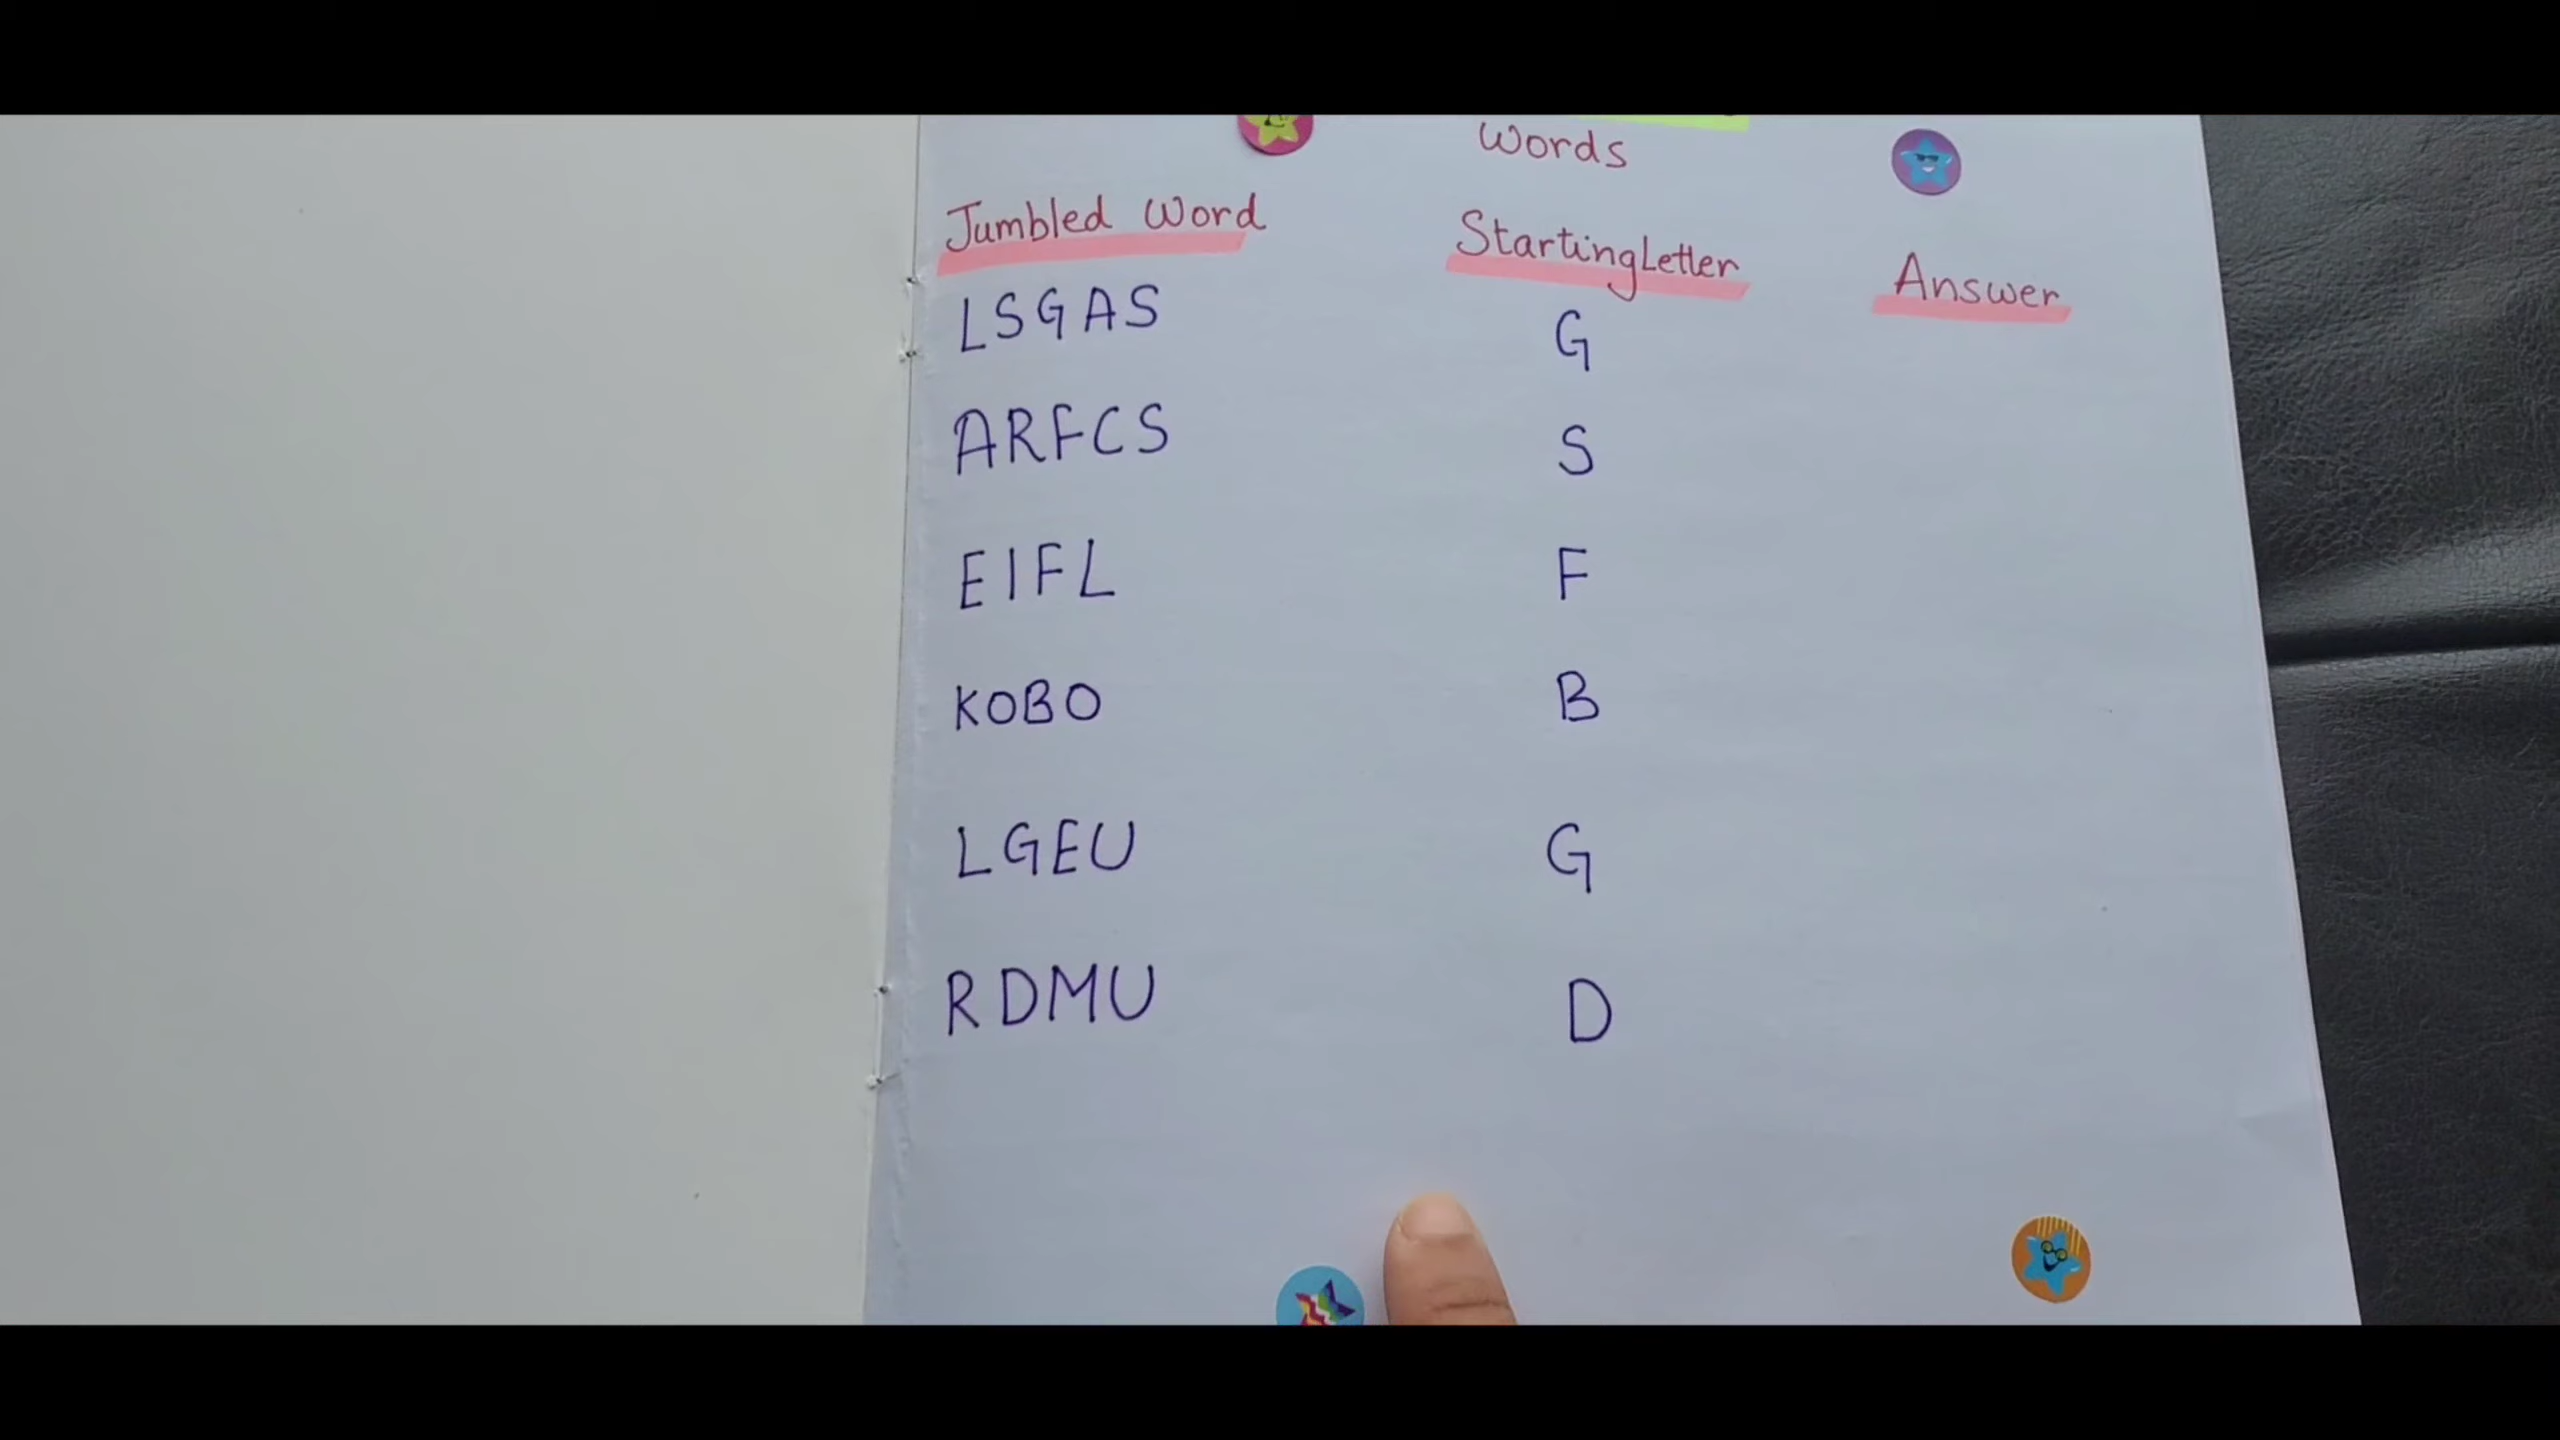 Words
Jumbled Word StartingLetter Answer
LSGAS G
ARFCS S
EIFL F
KOBO B
LGEU G
RDMU D